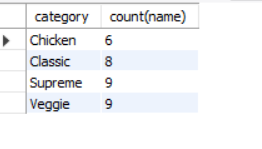 category count(name)
Chicken 6
Classic 8
Supreme 9
Veggie 9